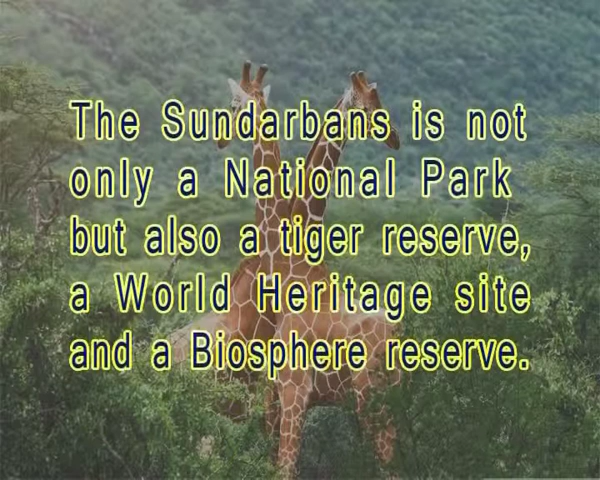 The Sundarbans is not
only a National Park
but also a tiger reserve,
a World Heritage site
and a Biosphere reserve.